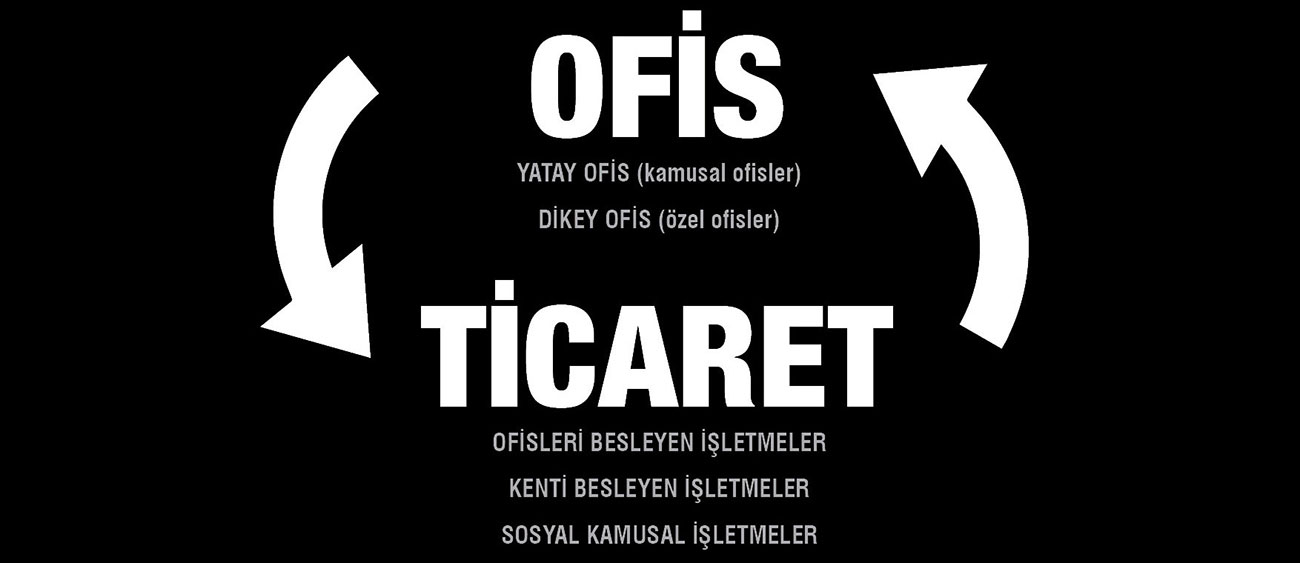 OFİS
YATAY OFİS (kamusal ofisler)
DİKEY OFİS (özel ofisler)
TİCARET
OFİSLERİ BESLEYEN İŞLETMELER
KENTİ BESLEYEN İŞLETMELER
SOSYAL KAMUSAL İŞLETMELER